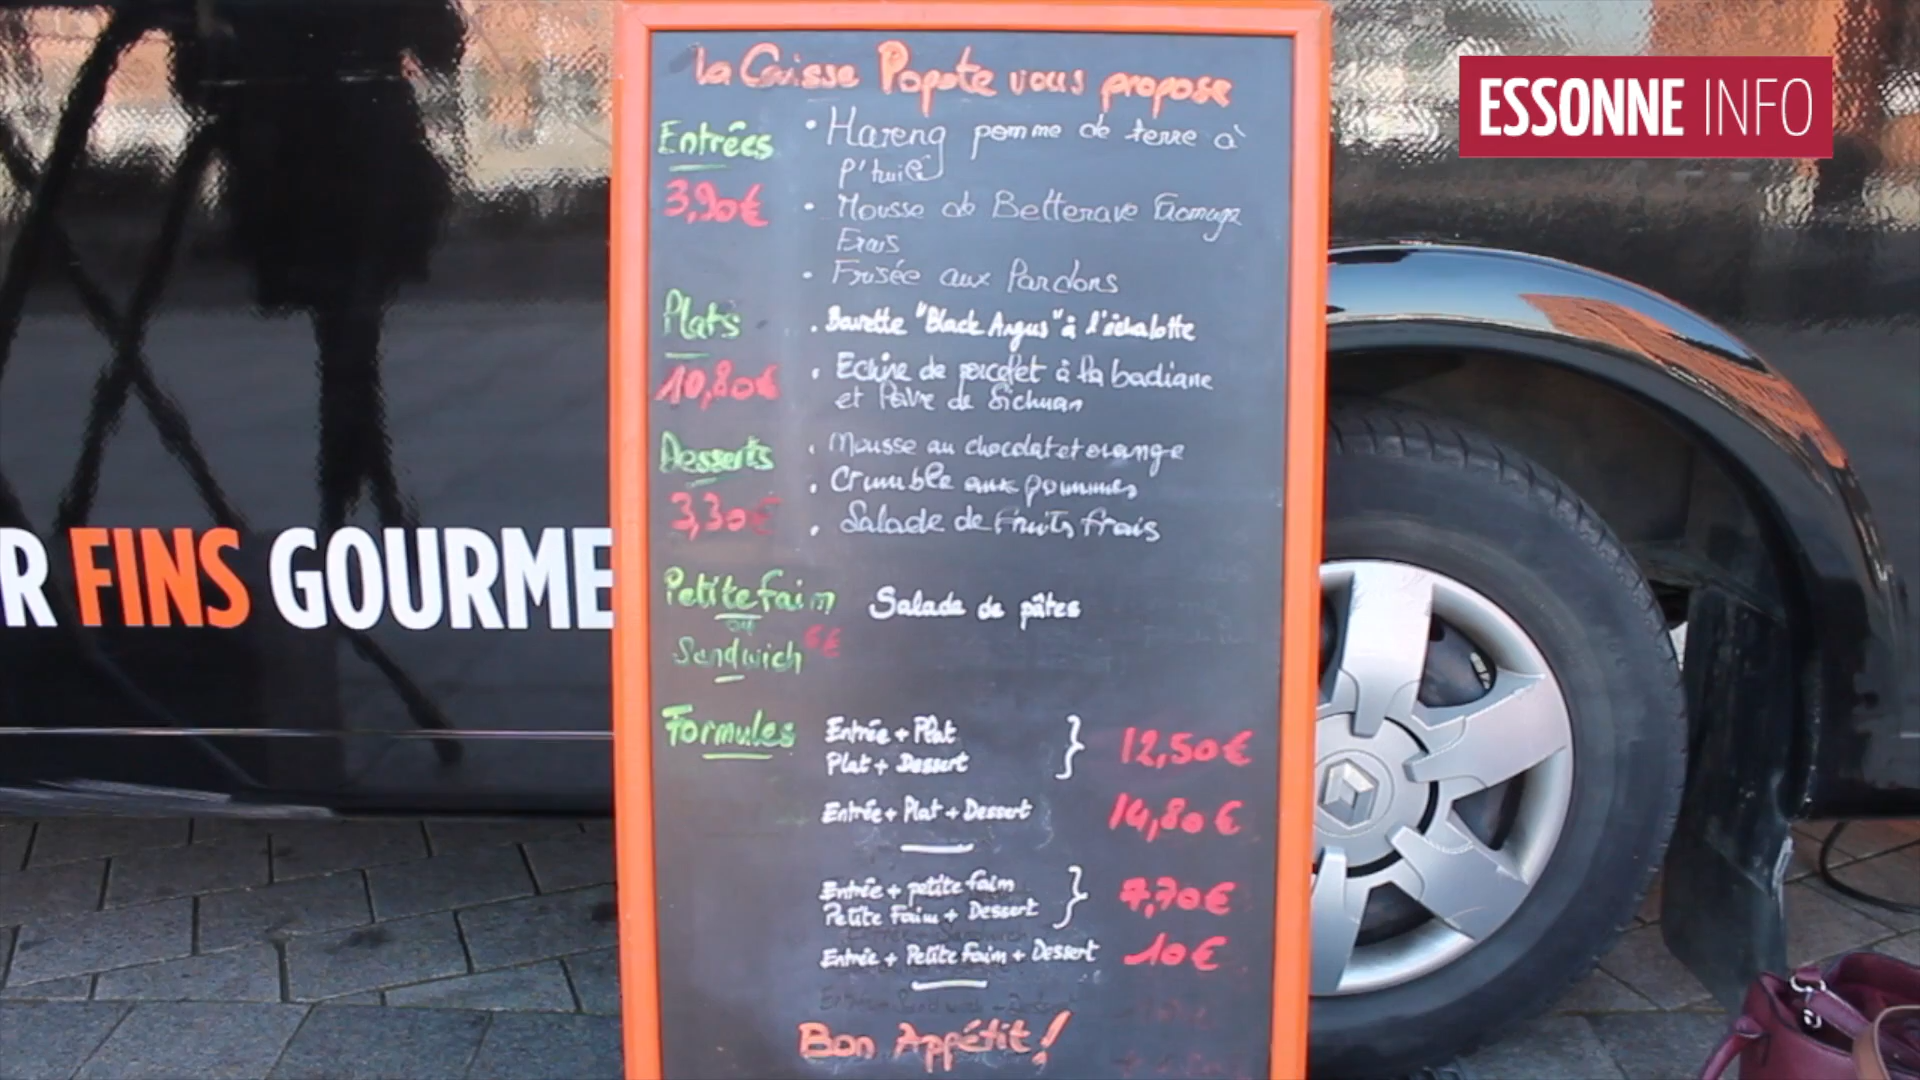 la Caisse Popote vous propose
ESSONNE INFO
Entrées
3,90€
• Hareng pomme de terre à
l'huile
• Mousse de Betterave Fromage
Frais
• Frisée aux Lardons
Plats
10,80€
. Bavette "Black Angus" à l'échalotte
. Echine de porcelet à la badiane
et Poivre de Sichuan
Desserts
3,30€
. Mousse au chocolat et orange
. Crumble aux pommes
. Salade de fruits frais
R FINS GOURME
Petite faim
ou
Sandwich 6€
Salade de pâtes
Formules
Entrée + Plat
Plat + Dessert
} 12,50€
Entrée + Plat + Dessert 14,80€
Entrée + petite faim
Petite Faim + Dessert
} 7,70€
Entrée + Petite Faim + Dessert 10€
Bon Appétit !